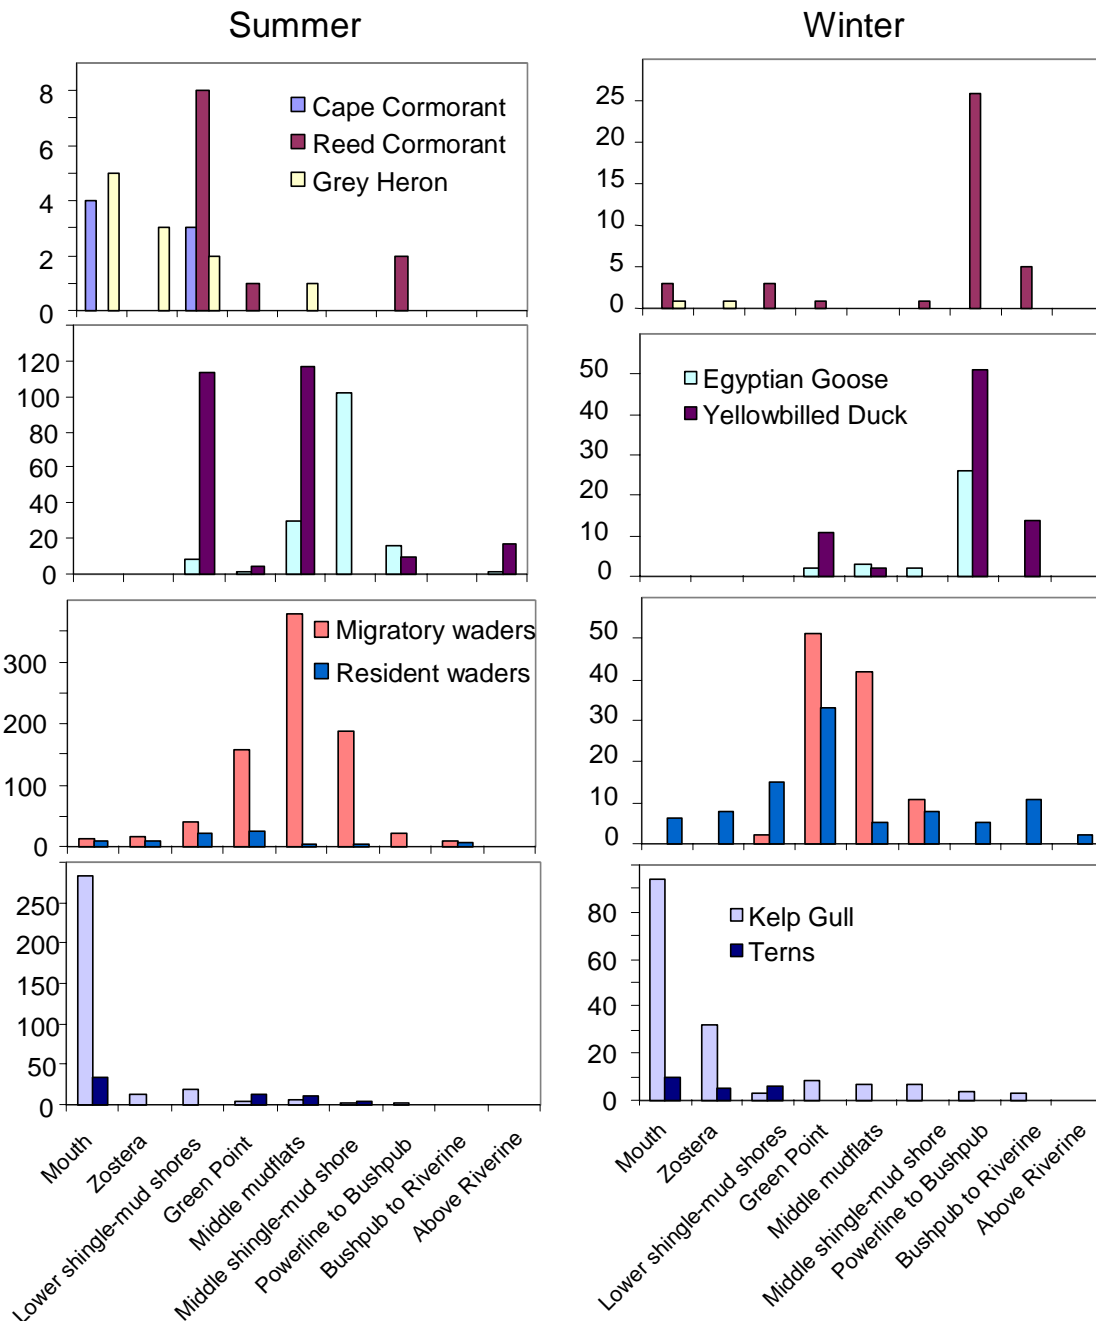 Summer
Winter
8
6
4
2
0
Cape Cormorant
Reed Cormorant
Grey Heron
25
20
15
10
5
0
120
100
80
60
40
20
0
50
40
30
20
10
0
Egyptian Goose
Yellowbilled Duck
300
200
100
0
Migratory waders
Resident waders
50
40
30
20
10
0
250
200
150
100
50
0
80
60
40
20
0
Kelp Gull
Terns
Mouth
Zostera
Lower shingle-mud shores
Green Point
Middle mudflats
Middle shingle-mud shore
Powerline to Bushpub
Bushpub to Riverine
Above Riverine
Mouth
Zostera
Lower shingle-mud shores
Green Point
Middle mudflats
Middle shingle-mud shore
Powerline to Bushpub
Bushpub to Riverine
Above Riverine